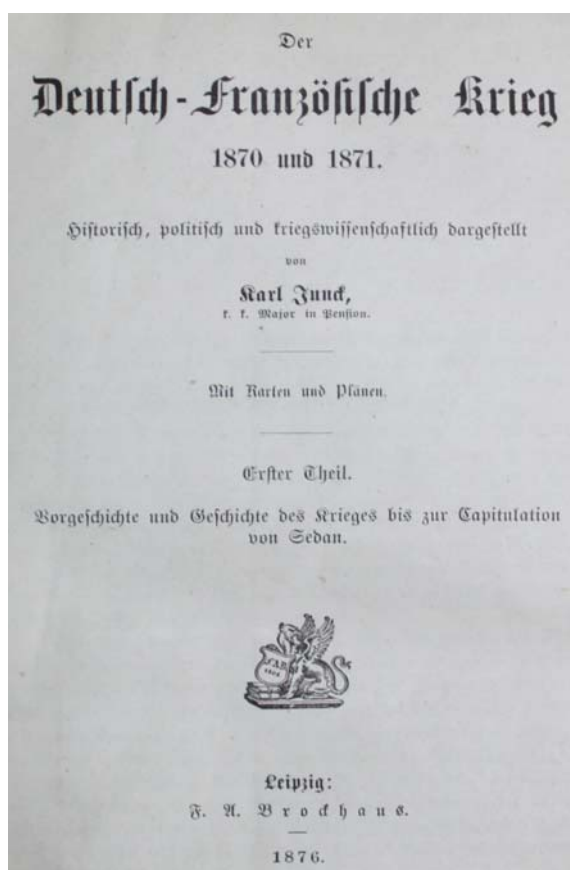 Der
Deutſch-Franzöſiſche Krieg
1870 und 1871.
Hiſtoriſch, politiſch und kriegswiſſenſchaftlich dargeſtellt
von
Karl Junck,
k. k. Major in Penſion.
Mit Karten und Plänen.
Erſter Theil.
Vorgeſchichte und Geſchichte des Krieges bis zur Capitulation
von Sedan.
Leipzig:
F. A. Brockhaus.
1876.